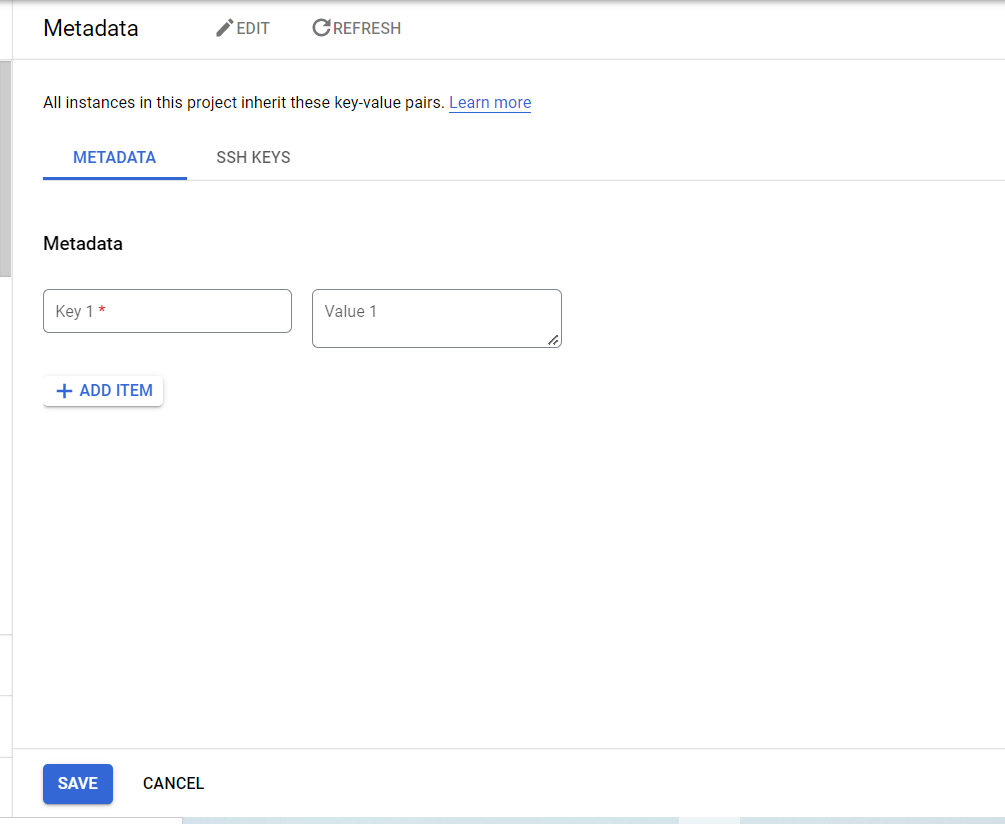 Metadata EDIT REFRESH
All instances in this project inherit these key-value pairs. Learn more
METADATA SSH KEYS
Metadata
Key 1 * Value 1
+ ADD ITEM
SAVE CANCEL